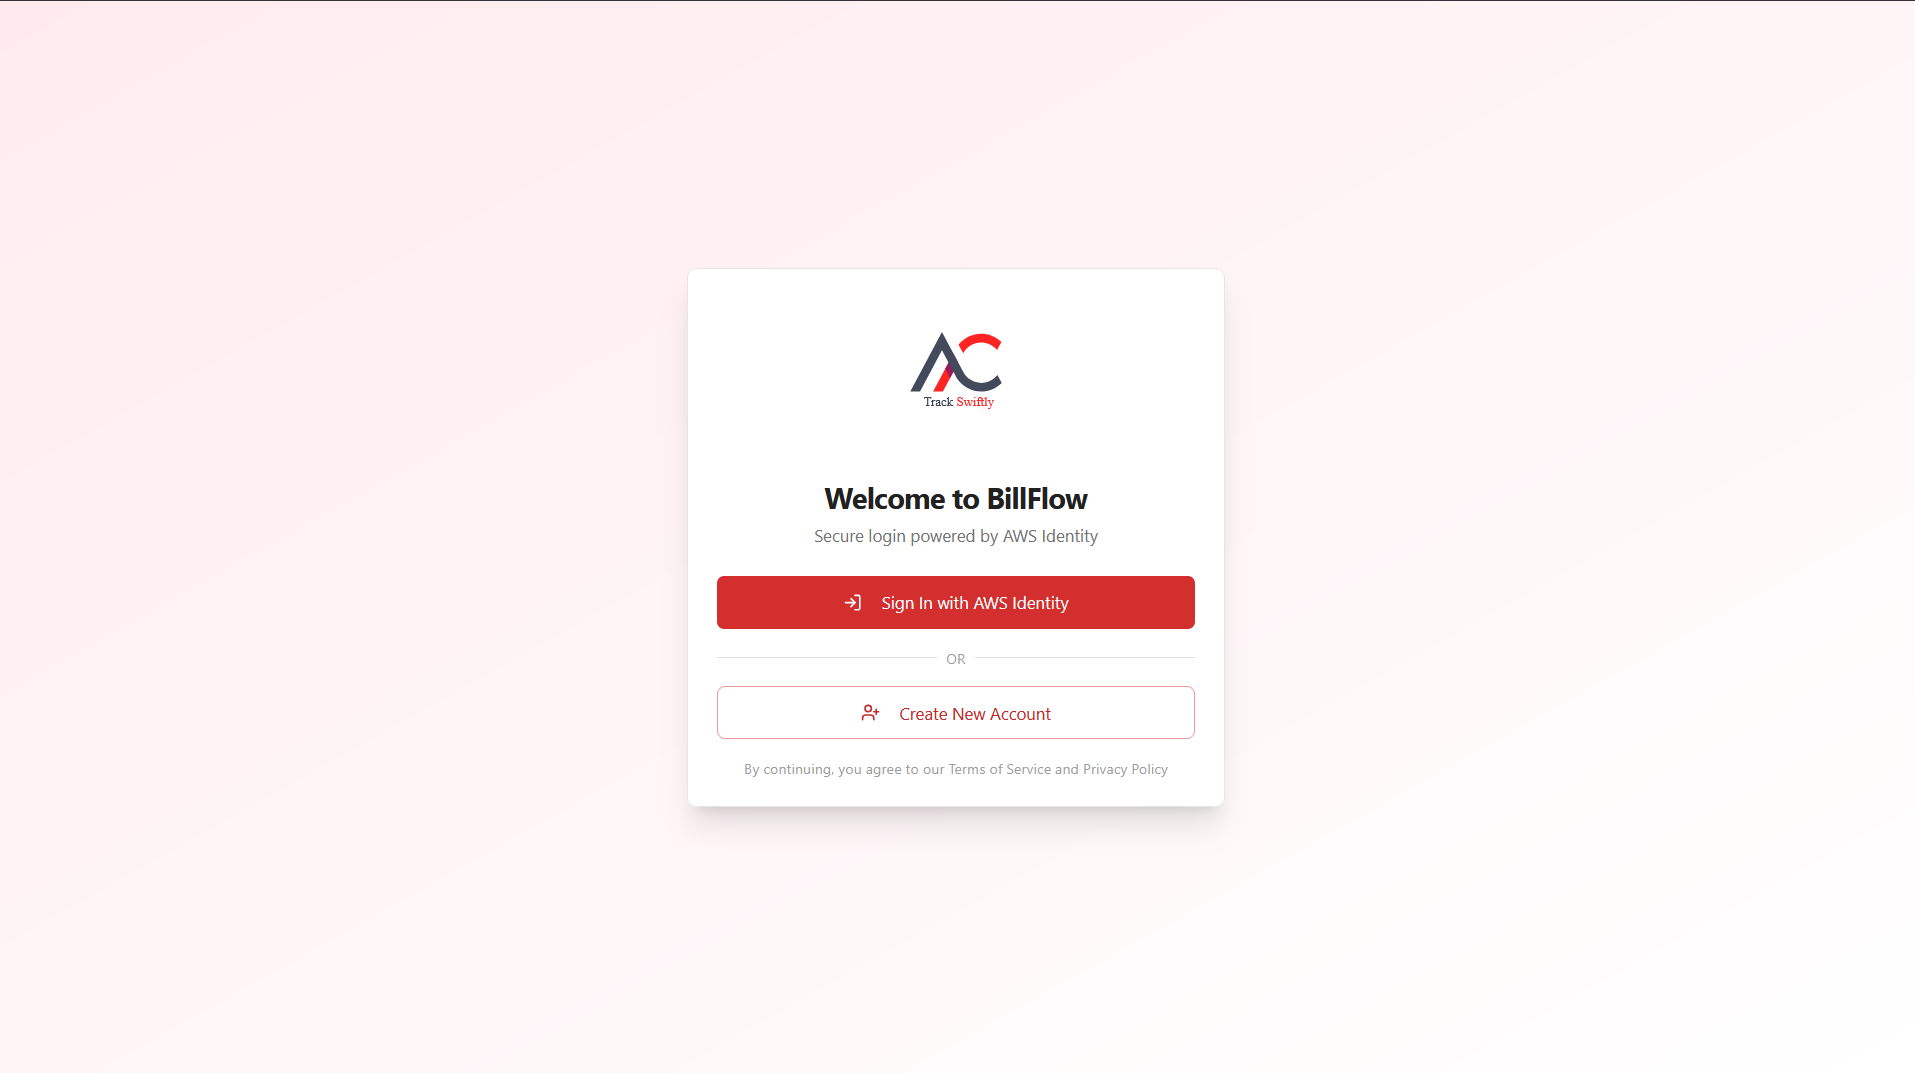 Track Swiftly
Welcome to BillFlow
Secure login powered by AWS Identity
Sign In with AWS Identity
OR
Create New Account
By continuing, you agree to our Terms of Service and Privacy Policy